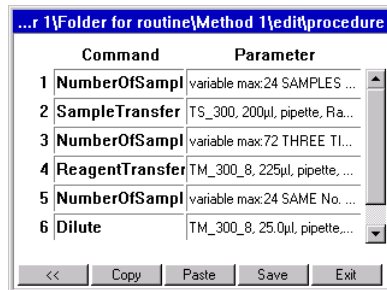 ...r 1\Folder for routine\Method 1\edit\procedure
Command Parameter
1 NumberOfSampl variable max:24 SAMPLES ...
2 SampleTransfer TS_300, 200µl, pipette, Ra...
3 NumberOfSampl variable max:72 THREE TI...
4 ReagentTransfer TM_300_8, 225µl, pipette, ...
5 NumberOfSampl variable max:24 SAME No. ...
6 Dilute TM_300_8, 25.0µl, pipette,...
<< Copy Paste Save Exit